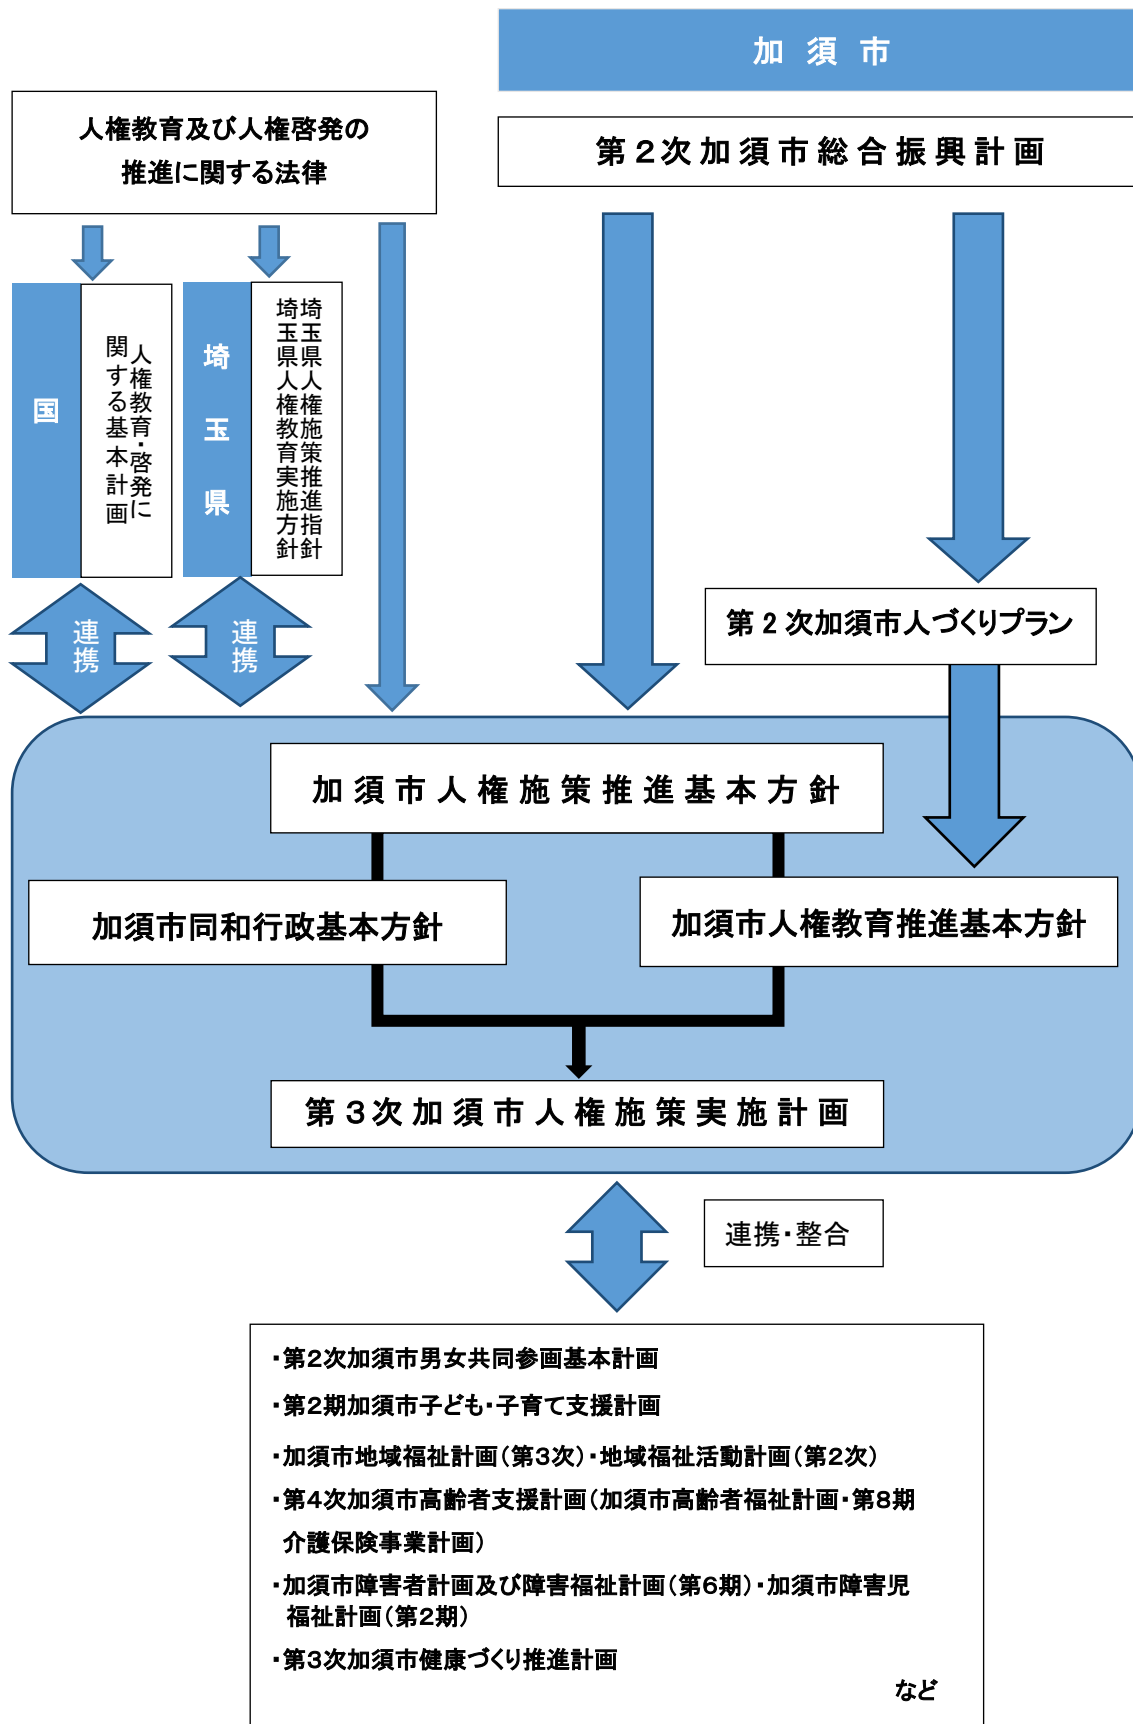 加須市
人権教育及び人権啓発の
推進に関する法律
第2次加須市総合振興計画
国
人権教育・啓発に
関する基本計画
埼玉県
埼玉県人権施策推進指針
埼玉県人権教育実施方針
連携
連携
第2次加須市人づくりプラン
加須市人権施策推進基本方針
加須市同和行政基本方針
加須市人権教育推進基本方針
第3次加須市人権施策実施計画
連携・整合
・第2次加須市男女共同参画基本計画
・第2期加須市子ども・子育て支援計画
・加須市地域福祉計画（第3次）・地域福祉活動計画（第2次）
・第4次加須市高齢者支援計画（加須市高齢者福祉計画・第8期
介護保険事業計画）
・加須市障害者計画及び障害福祉計画（第6期）・加須市障害児
福祉計画（第2期）
・第3次加須市健康づくり推進計画
など